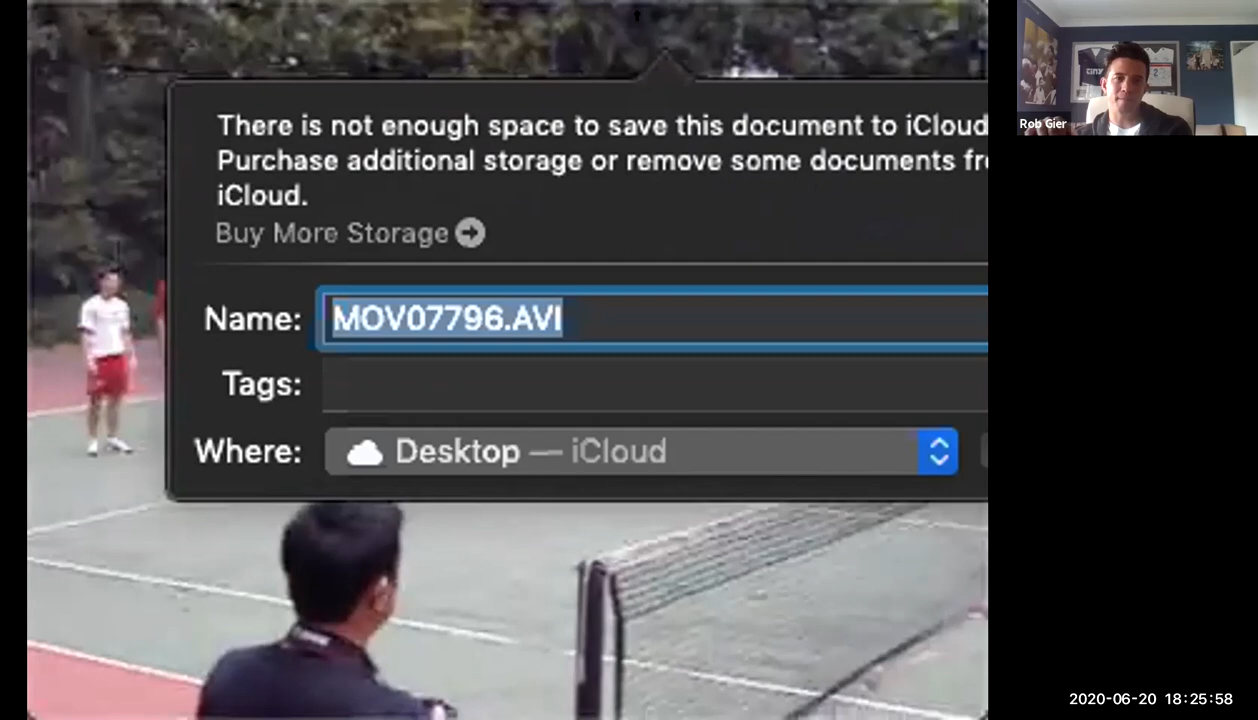 There is not enough space to save this document to iCloud
Purchase additional storage or remove some documents
iCloud.
Buy More Storage
Name: MOV07796.AVI
Tags:
Where: Desktop — iCloud
Rob Gier
2020-06-20 18:25:58